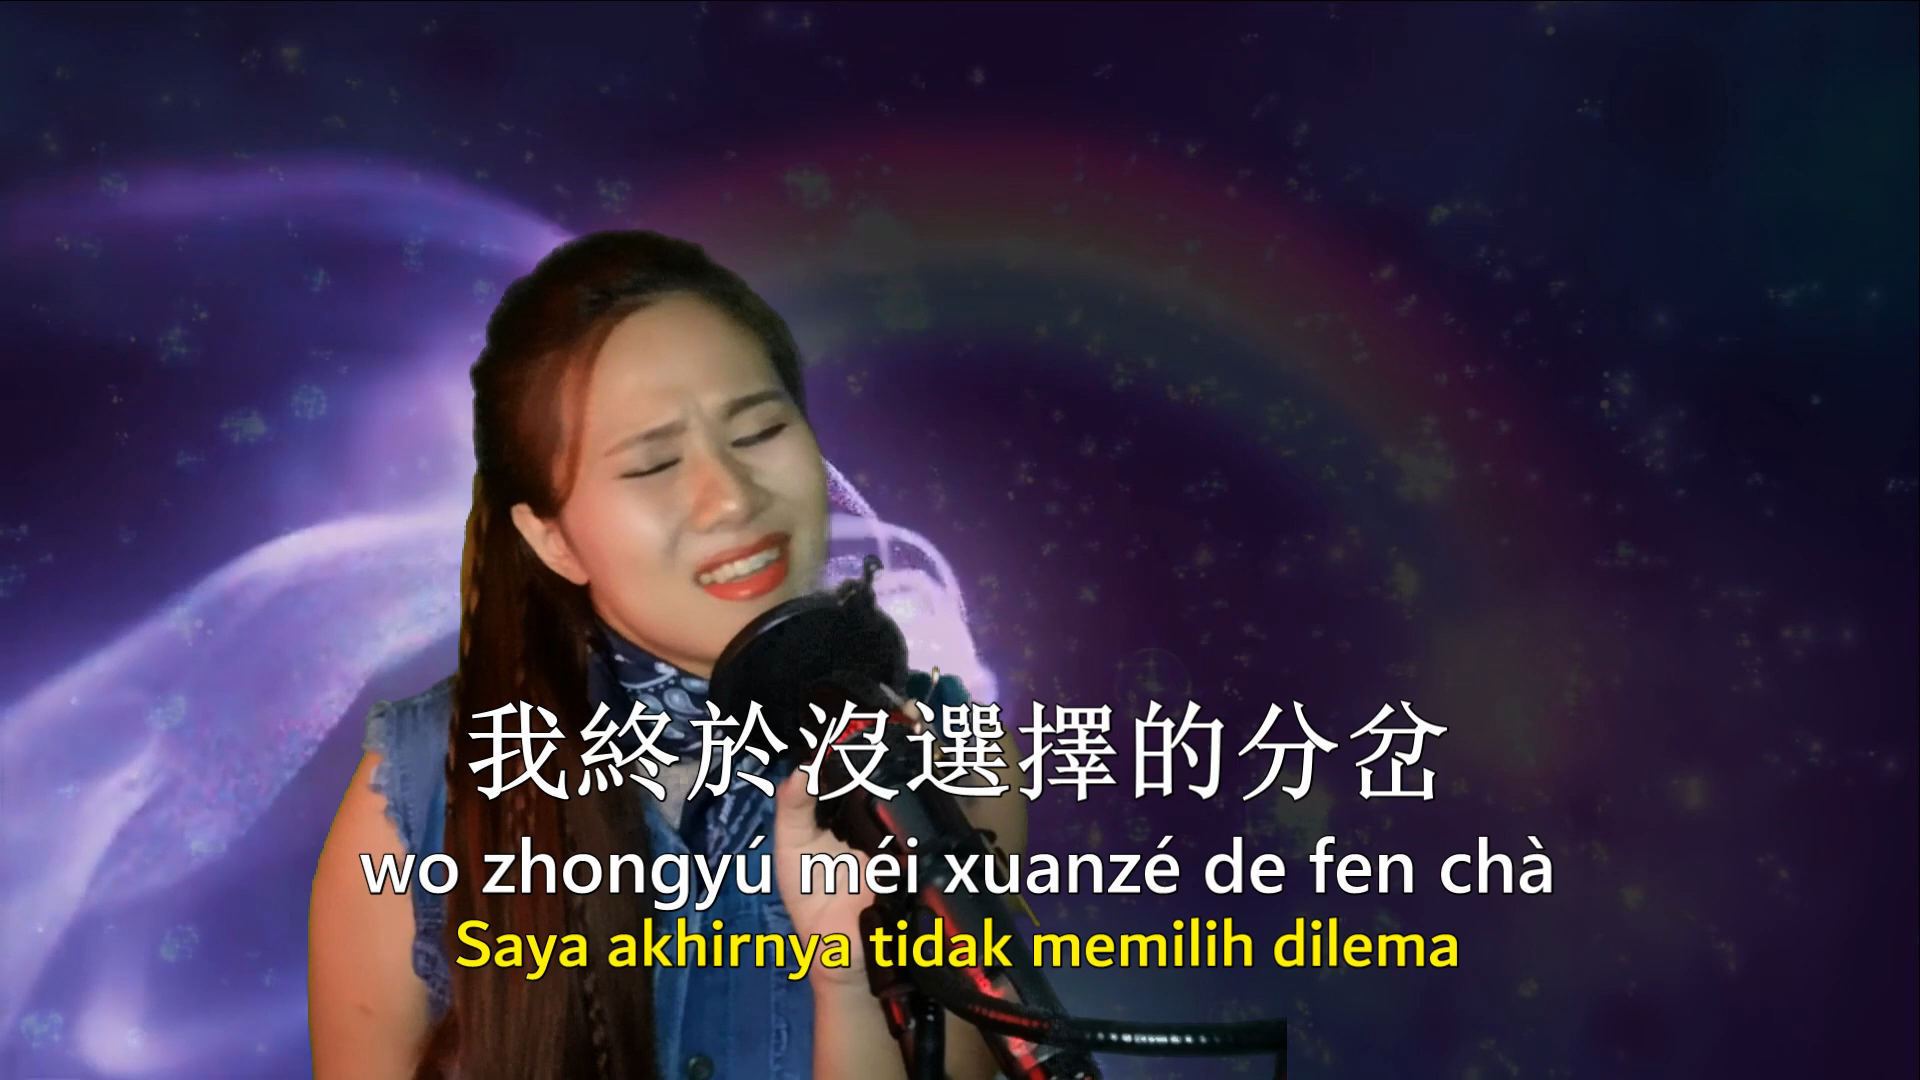 我終於沒選擇的分岔
wo zhongyú méi xuanzé de fen chà
Saya akhirnya tidak memilih dilema